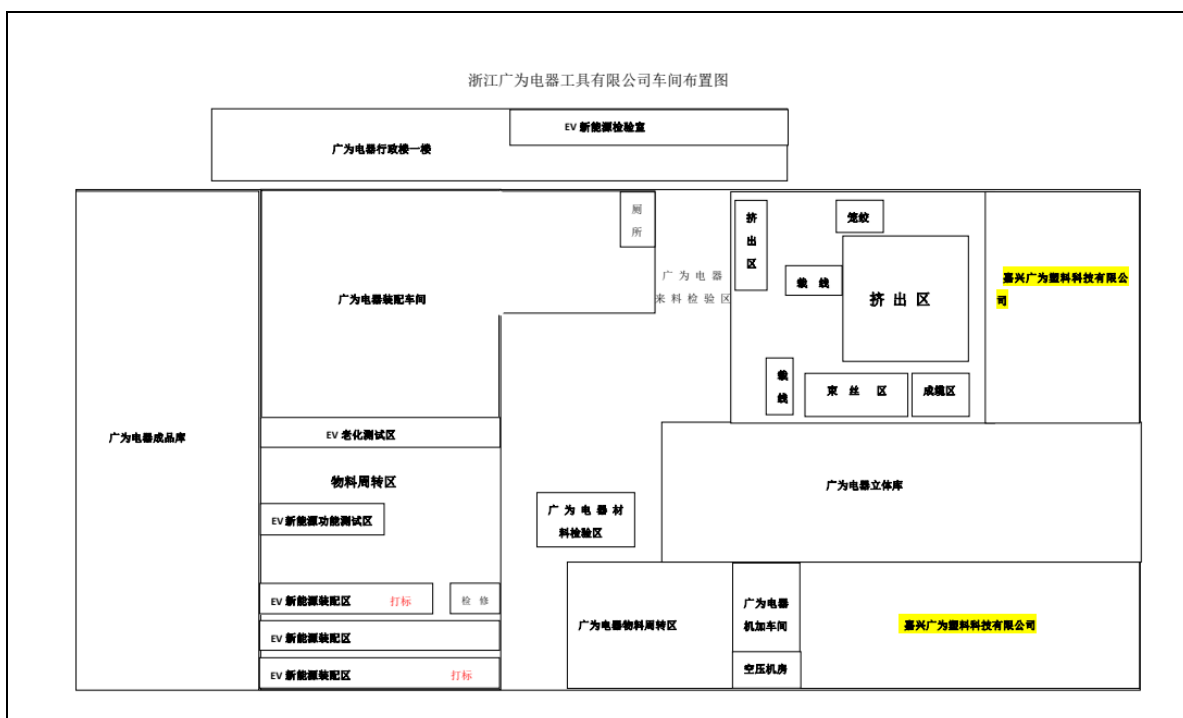 浙江广为电器工具有限公司车间布置图
EV 新能源检验室
广为电器行政楼一楼
厕
所
挤
出
区
笼绞
广 为 电 器
来 料 检 验 区
载 线
挤 出 区
嘉兴广为塑料科技有限公
司
广为电器装配车间
载
线
束 丝 区
成缆区
广为电器成品库
EV 老化测试区
物料周转区
广为电器立体库
EV 新能源功能测试区
广 为 电 器 材
料检验区
EV 新能源装配区 打标
检 修
广为电器物料周转区
广为电器
机加车间
嘉兴广为塑料科技有限公司
EV 新能源装配区
EV 新能源装配区 打标
空压机房